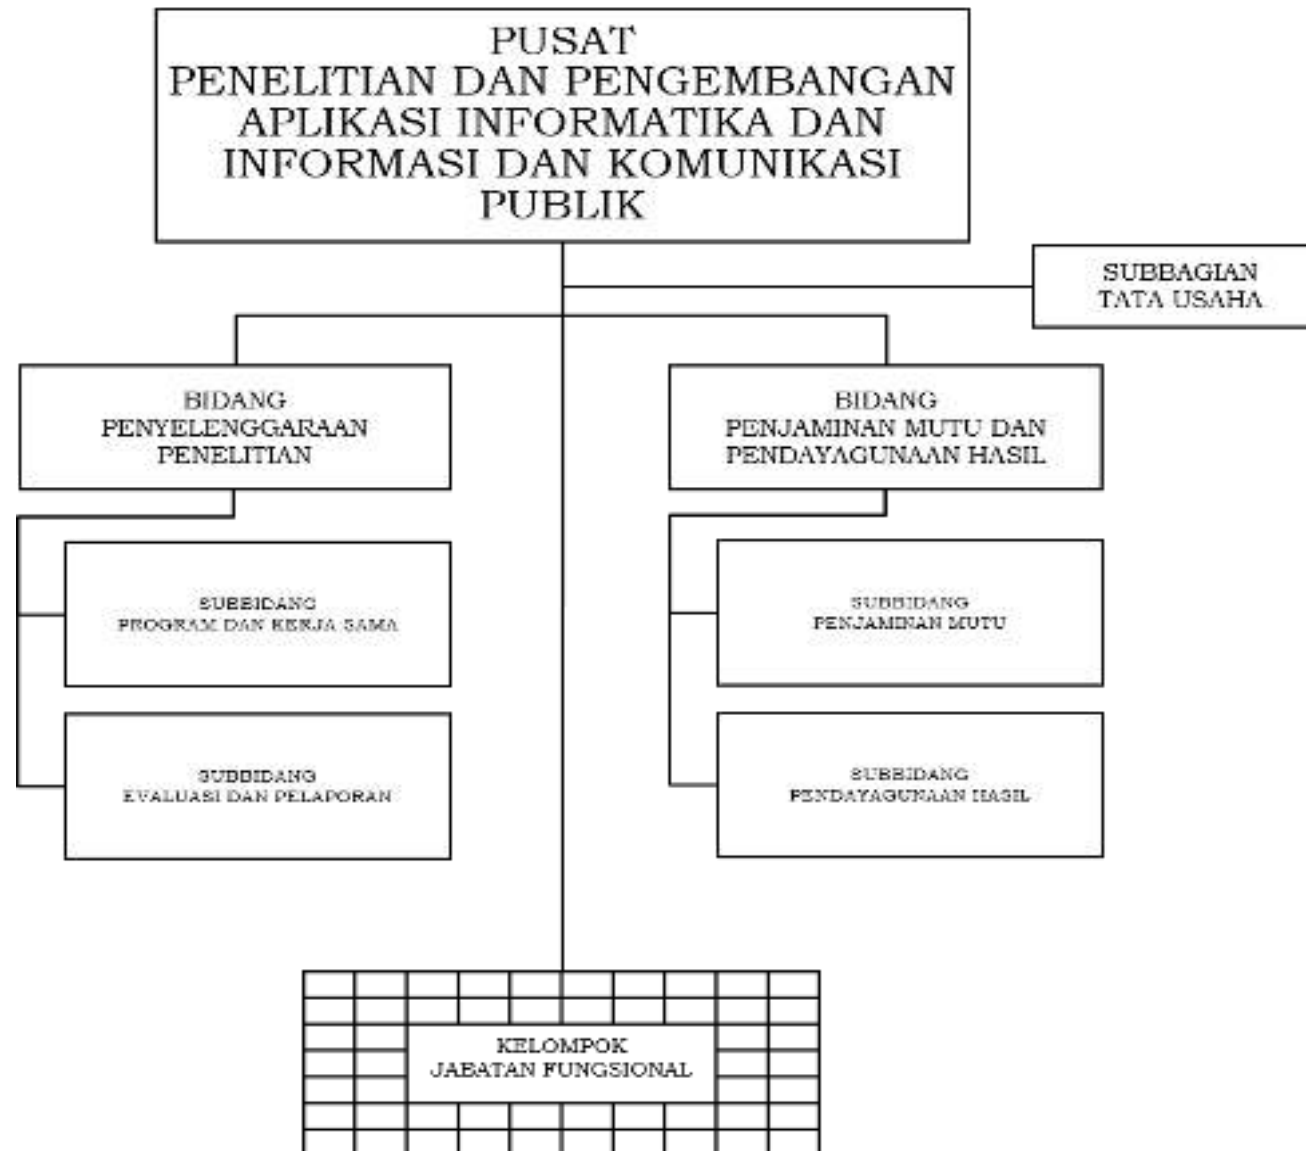 PUSAT
PENELITIAN DAN PENGEMBANGAN
APLIKASI INFORMATIKA DAN
INFORMASI DAN KOMUNIKASI
PUBLIK
SUBBAGIAN
TATA USAHA
BIDANG
PENYELENGGARAAN
PENELITIAN
BIDANG
PENJAMINAN MUTU DAN
PENDAYAGUNAAN HASIL
SUBBIDANG
PROGRAM DAN KERJA SAMA
SUBBIDANG
PENJAMINAN MUTU
SUBBIDANG
EVALUASI DAN PELAPORAN
SUBBIDANG
PENDAYAGUNAAN HASIL
KELOMPOK
JABATAN FUNGSIONAL